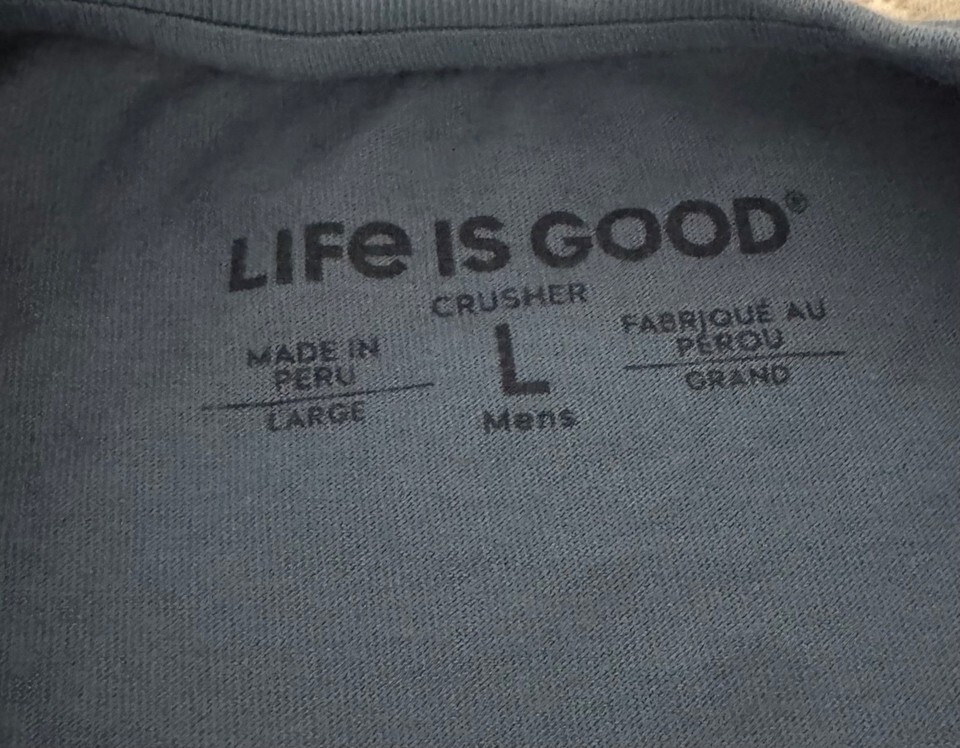 LIFe IS GOOD®
CRUSHER
MADE IN
PERU
LARGE
L
Mens
FABRIQUÉ AU
PÉROU
GRAND